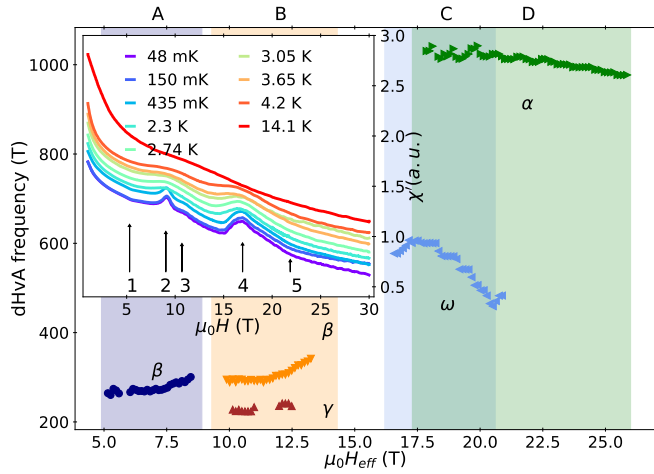 A B C D
dHvA frequency (T)
1000
800
600
400
200
48 mK
150 mK
435 mK
2.3 K
2.74 K
3.05 K
3.65 K
4.2 K
14.1 K
1 2 3 4 5
5 10 15 20 25 30
μ₀H (T)
3.0
2.5
2.0
1.5
1.0
0.5
χ′(a.u.)
α
ω
β
β
γ
5.0 7.5 10.0 12.5 15.0 17.5 20.0 22.5 25.0
μ₀Heff (T)